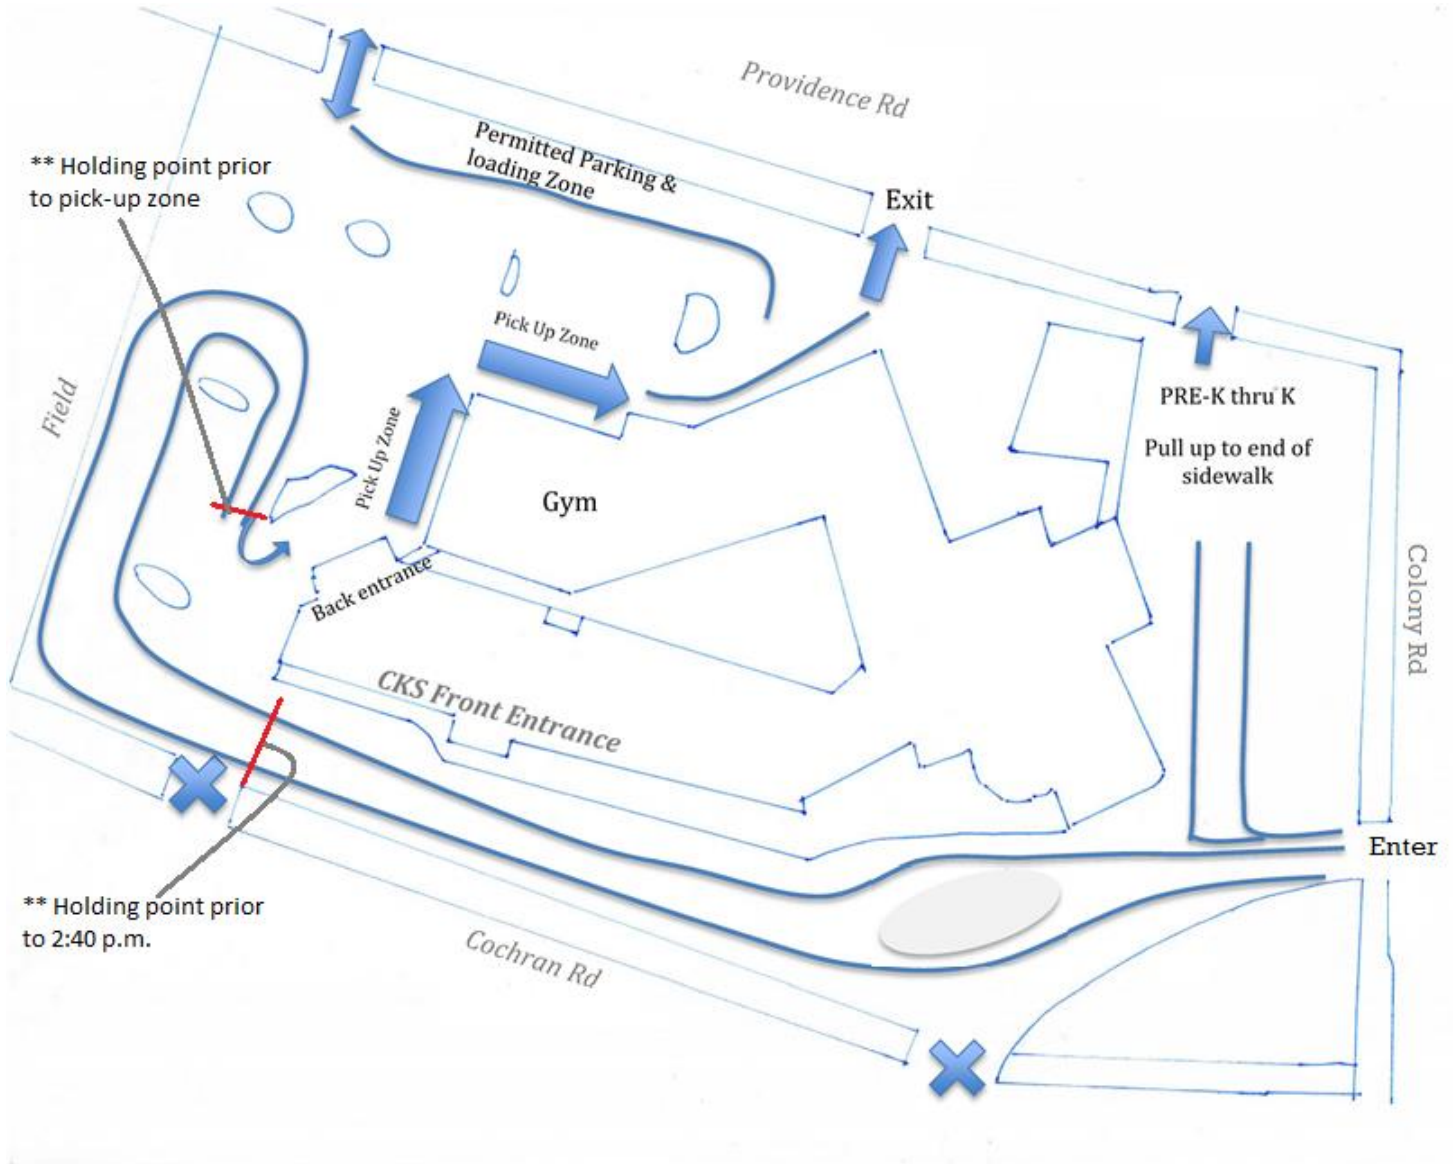 Providence Rd
Permitted Parking &
loading Zone
** Holding point prior
to pick-up zone
Exit
Pick Up Zone
PRE-K thru K
Pull up to end of
sidewalk
Field
Pick Up Zone
Gym
Back entrance
Colony Rd
CKS Front Entrance
Enter
** Holding point prior
to 2:40 p.m.
Cochran Rd